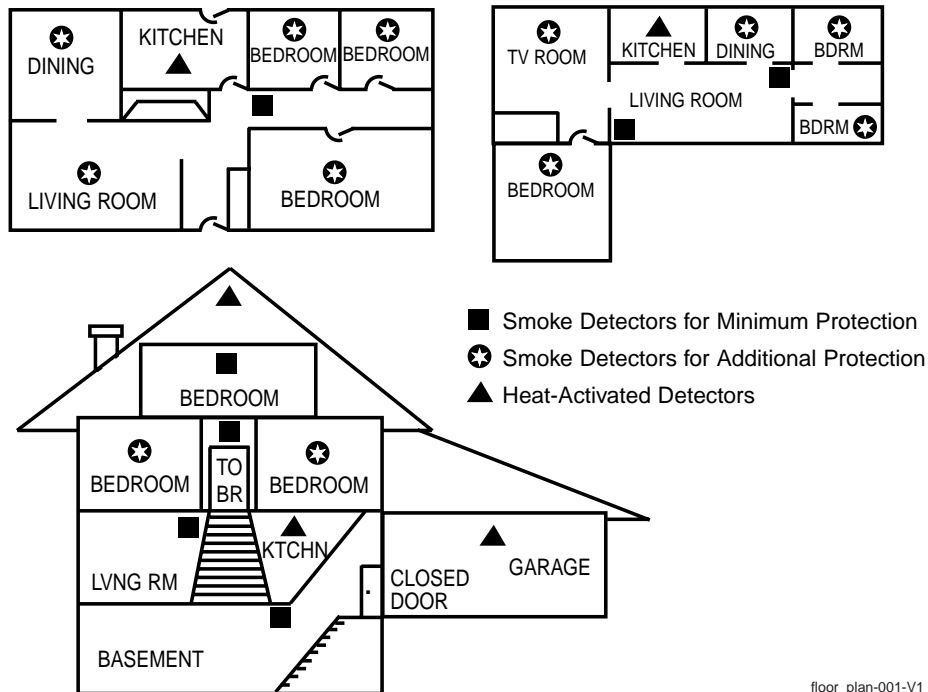 DINING
KITCHEN
BEDROOM
BEDROOM
LIVING ROOM
BEDROOM
TV ROOM
KITCHEN
DINING
BDRM
LIVING ROOM
BDRM
BEDROOM
Smoke Detectors for Minimum Protection
Smoke Detectors for Additional Protection
Heat-Activated Detectors
BEDROOM
BEDROOM
TO
BR
BEDROOM
LVNG RM
KTCHN
CLOSED
DOOR
GARAGE
BASEMENT
floor_plan-001-V1